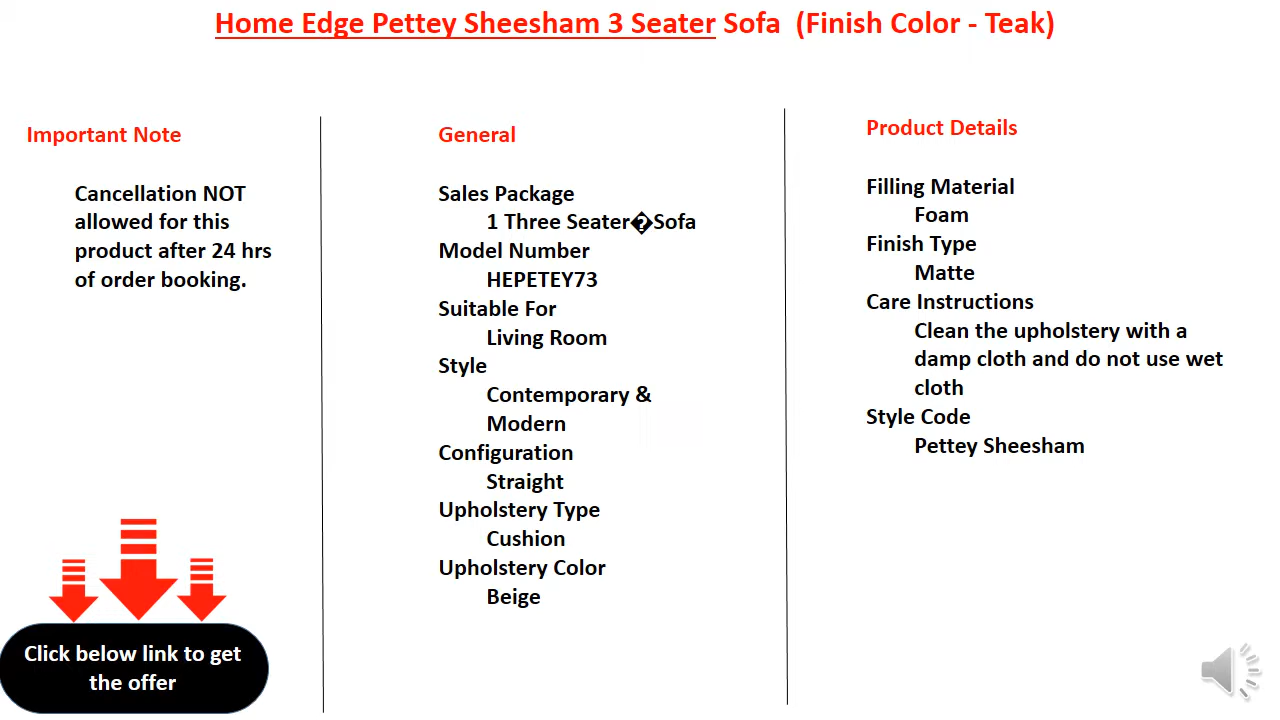 Home Edge Pettey Sheesham 3 Seater Sofa (Finish Color - Teak)
Important Note
Cancellation NOT
allowed for this
product after 24 hrs
of order booking.
Click below link to get
the offer
General
Sales Package
1 Three Seater�Sofa
Model Number
HEPETEY73
Suitable For
Living Room
Style
Contemporary &
Modern
Configuration
Straight
Upholstery Type
Cushion
Upholstery Color
Beige
Product Details
Filling Material
Foam
Finish Type
Matte
Care Instructions
Clean the upholstery with a
damp cloth and do not use wet
cloth
Style Code
Pettey Sheesham